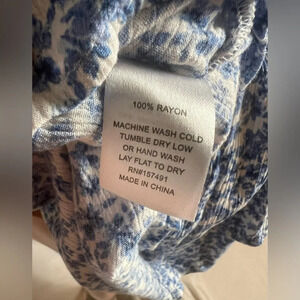 100% RAYON
MACHINE WASH COLD
TUMBLE DRY LOW
OR HAND WASH
LAY FLAT TO DRY
RN#157491
MADE IN CHINA